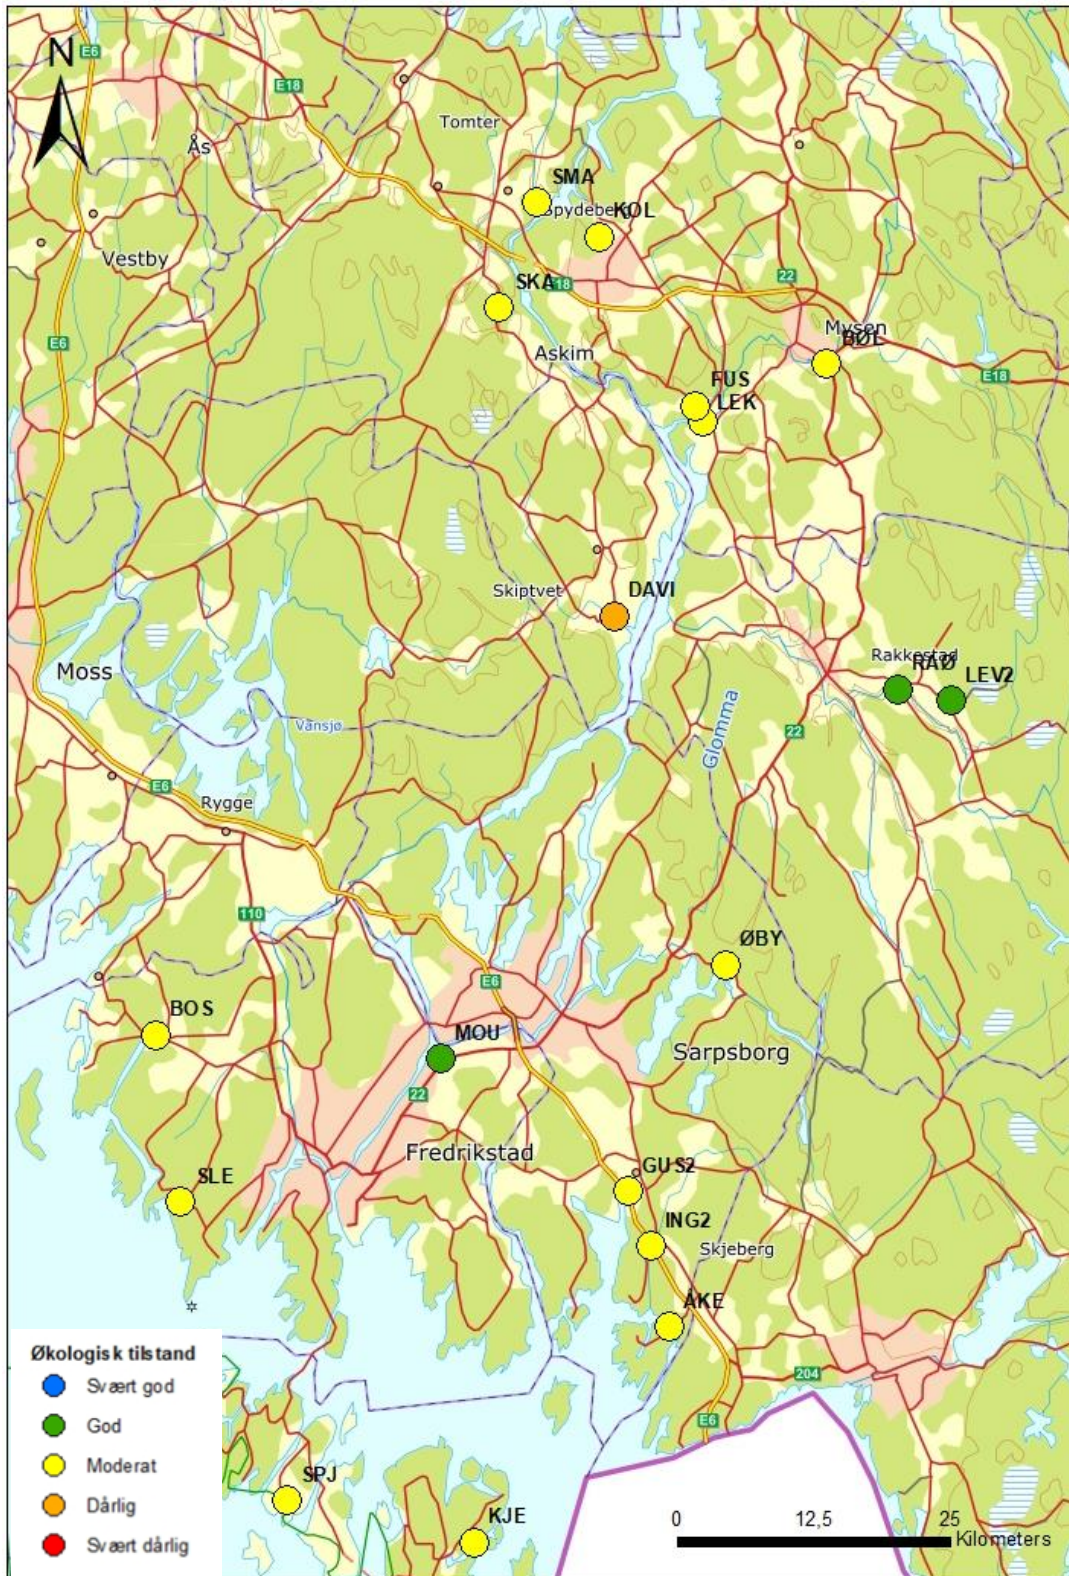 N
E6
E18
Tomter
Ås
SMA
Spydeberg
KOL
Vestby
SKA
E18
22
Mysen
BØL
E6
Askim
FUS
LEK
E18
Skiptvet
DAVI
Rakkestad
RAØ
LEV2
Moss
Glomma
Vansjø
22
E6
Rygge
110
ØBY
E6
BOS
MOU
Sarpsborg
22
Fredrikstad
GUS2
SLE
ING2
Skjeberg
ÅKE
Økologisk tilstand
Svært god
God
Moderat
Dårlig
Svært dårlig
204
E6
SPJ
KJE
0 12,5 25
Kilometers